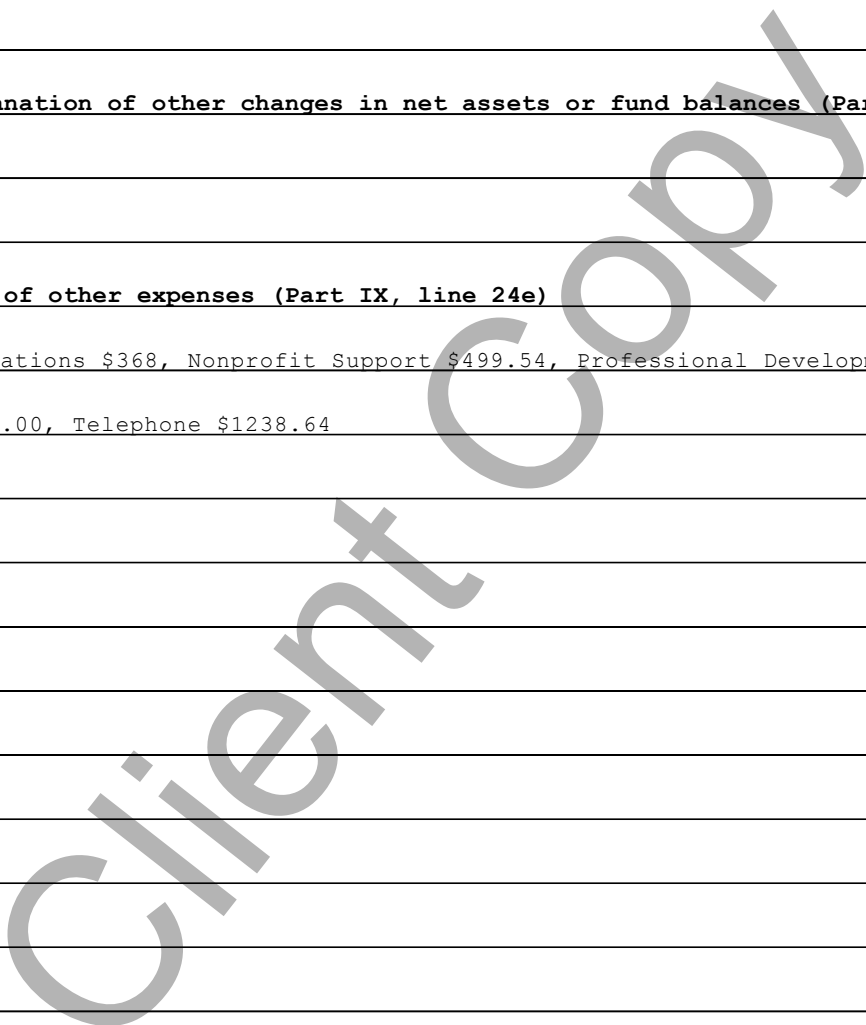 anation of other changes in net assets or fund balances (Par
of other expenses (Part IX, line 24e)
ations $368, Nonprofit Support $499.54, Professional Develop
.00, Telephone $1238.64
Client Copy